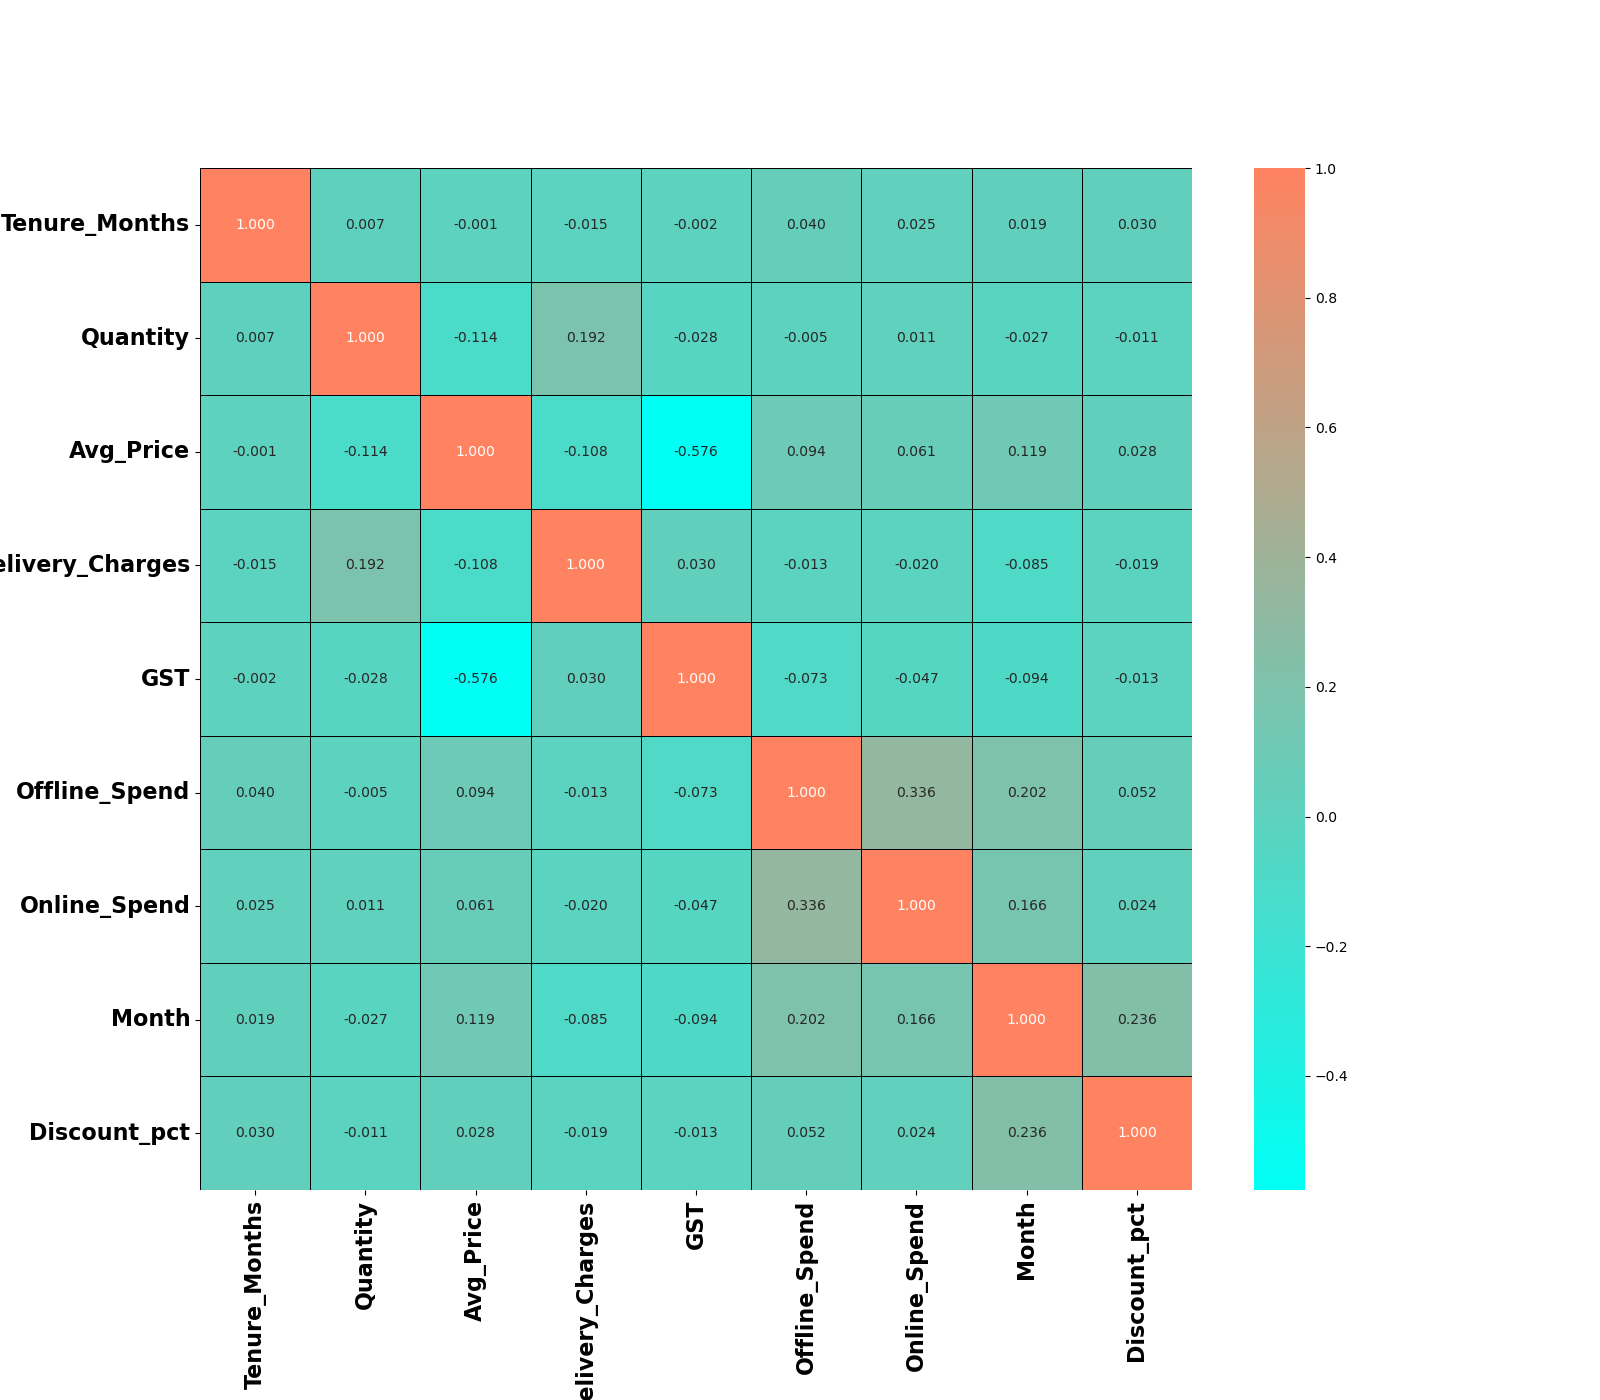 Tenure_Months 1.000 0.007 -0.001 -0.015 -0.002 0.040 0.025 0.019 0.030
Quantity 0.007 1.000 -0.114 0.192 -0.028 -0.005 0.011 -0.027 -0.011
Avg_Price -0.001 -0.114 1.000 -0.108 -0.576 0.094 0.061 0.119 0.028
elivery_Charges -0.015 0.192 -0.108 1.000 0.030 -0.013 -0.020 -0.085 -0.019
GST -0.002 -0.028 -0.576 0.030 1.000 -0.073 -0.047 -0.094 -0.013
Offline_Spend 0.040 -0.005 0.094 -0.013 -0.073 1.000 0.336 0.202 0.052
Online_Spend 0.025 0.011 0.061 -0.020 -0.047 0.336 1.000 0.166 0.024
Month 0.019 -0.027 0.119 -0.085 -0.094 0.202 0.166 1.000 0.236
Discount_pct 0.030 -0.011 0.028 -0.019 -0.013 0.052 0.024 0.236 1.000
Tenure_Months
Quantity
Avg_Price
elivery_Charges
GST
Offline_Spend
Online_Spend
Month
Discount_pct
1.0
0.8
0.6
0.4
0.2
0.0
−0.2
−0.4